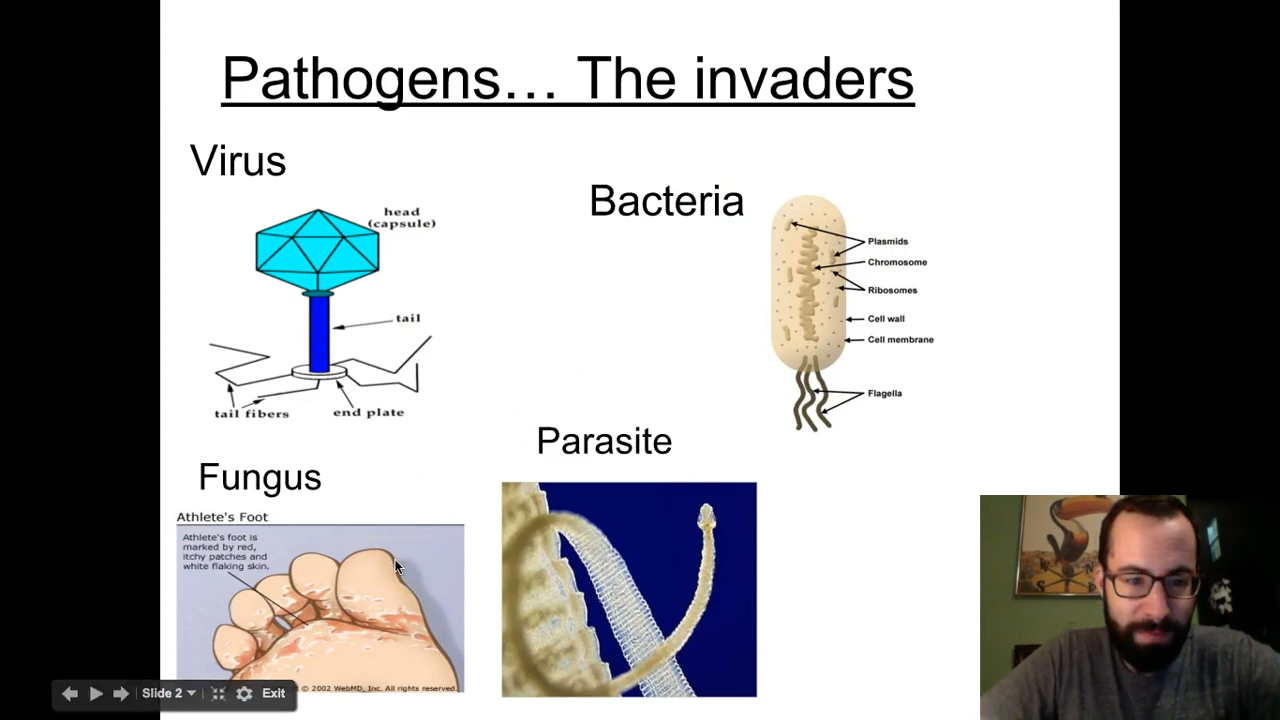 Pathogens… The invaders
Virus
head
(capsule)
tail
tail fibers
end plate
Bacteria
Plasmids
Chromosome
Ribosomes
Cell wall
Cell membrane
Flagella
Fungus
Athlete's Foot
Athlete's foot is
marked by red,
itchy patches and
white flaking skin.
© 2002 WebMD, Inc. All rights reserved.
Parasite
Slide 2
Exit